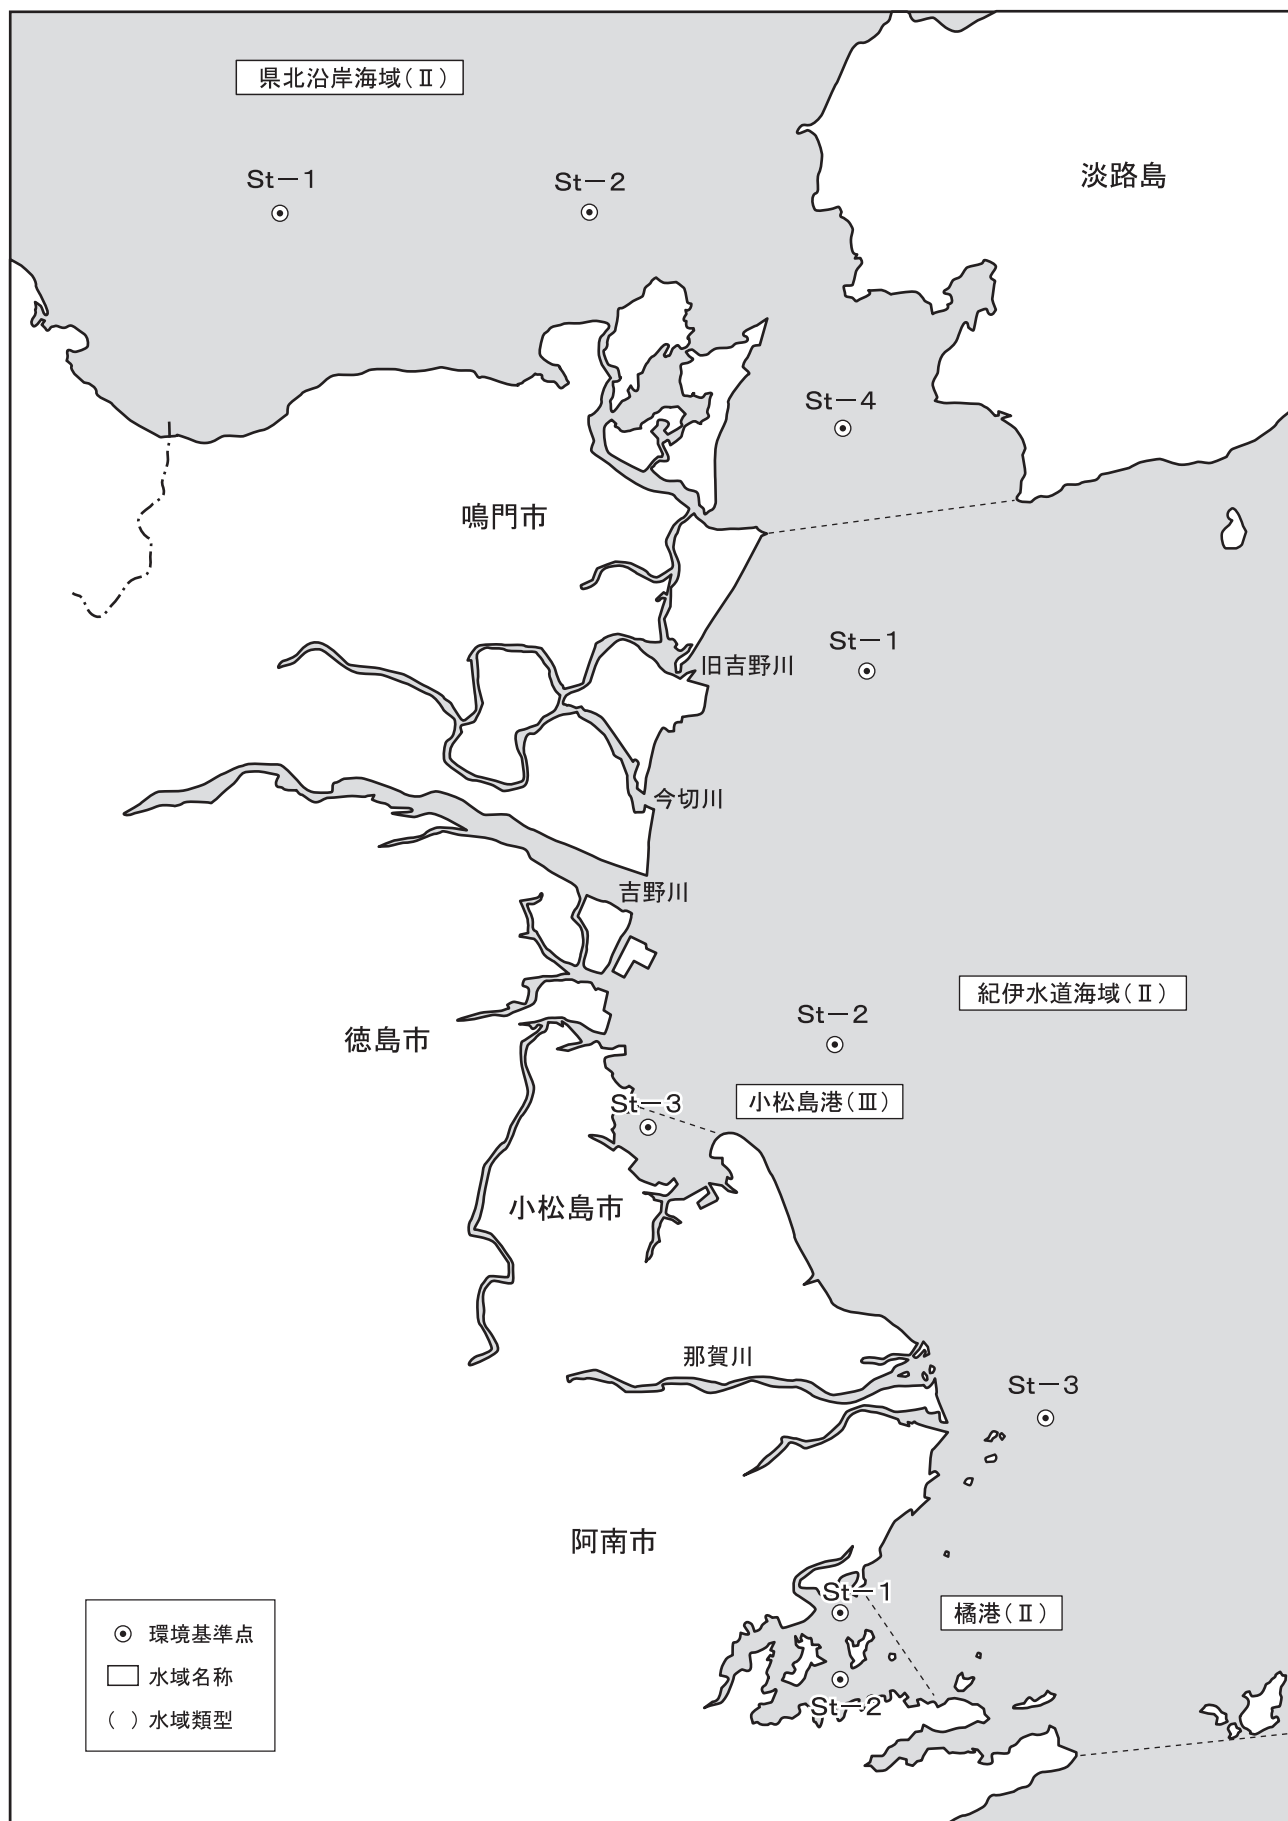 県北沿岸海域(Ⅱ)
淡路島
St－1
St－2
St－4
鳴門市
St－1
旧吉野川
今切川
吉野川
紀伊水道海域(Ⅱ)
St－2
徳島市
小松島港(Ⅲ)
St－3
小松島市
那賀川
St－3
阿南市
St－1
橘港(Ⅱ)
環境基準点
水域名称
St－2
( ) 水域類型